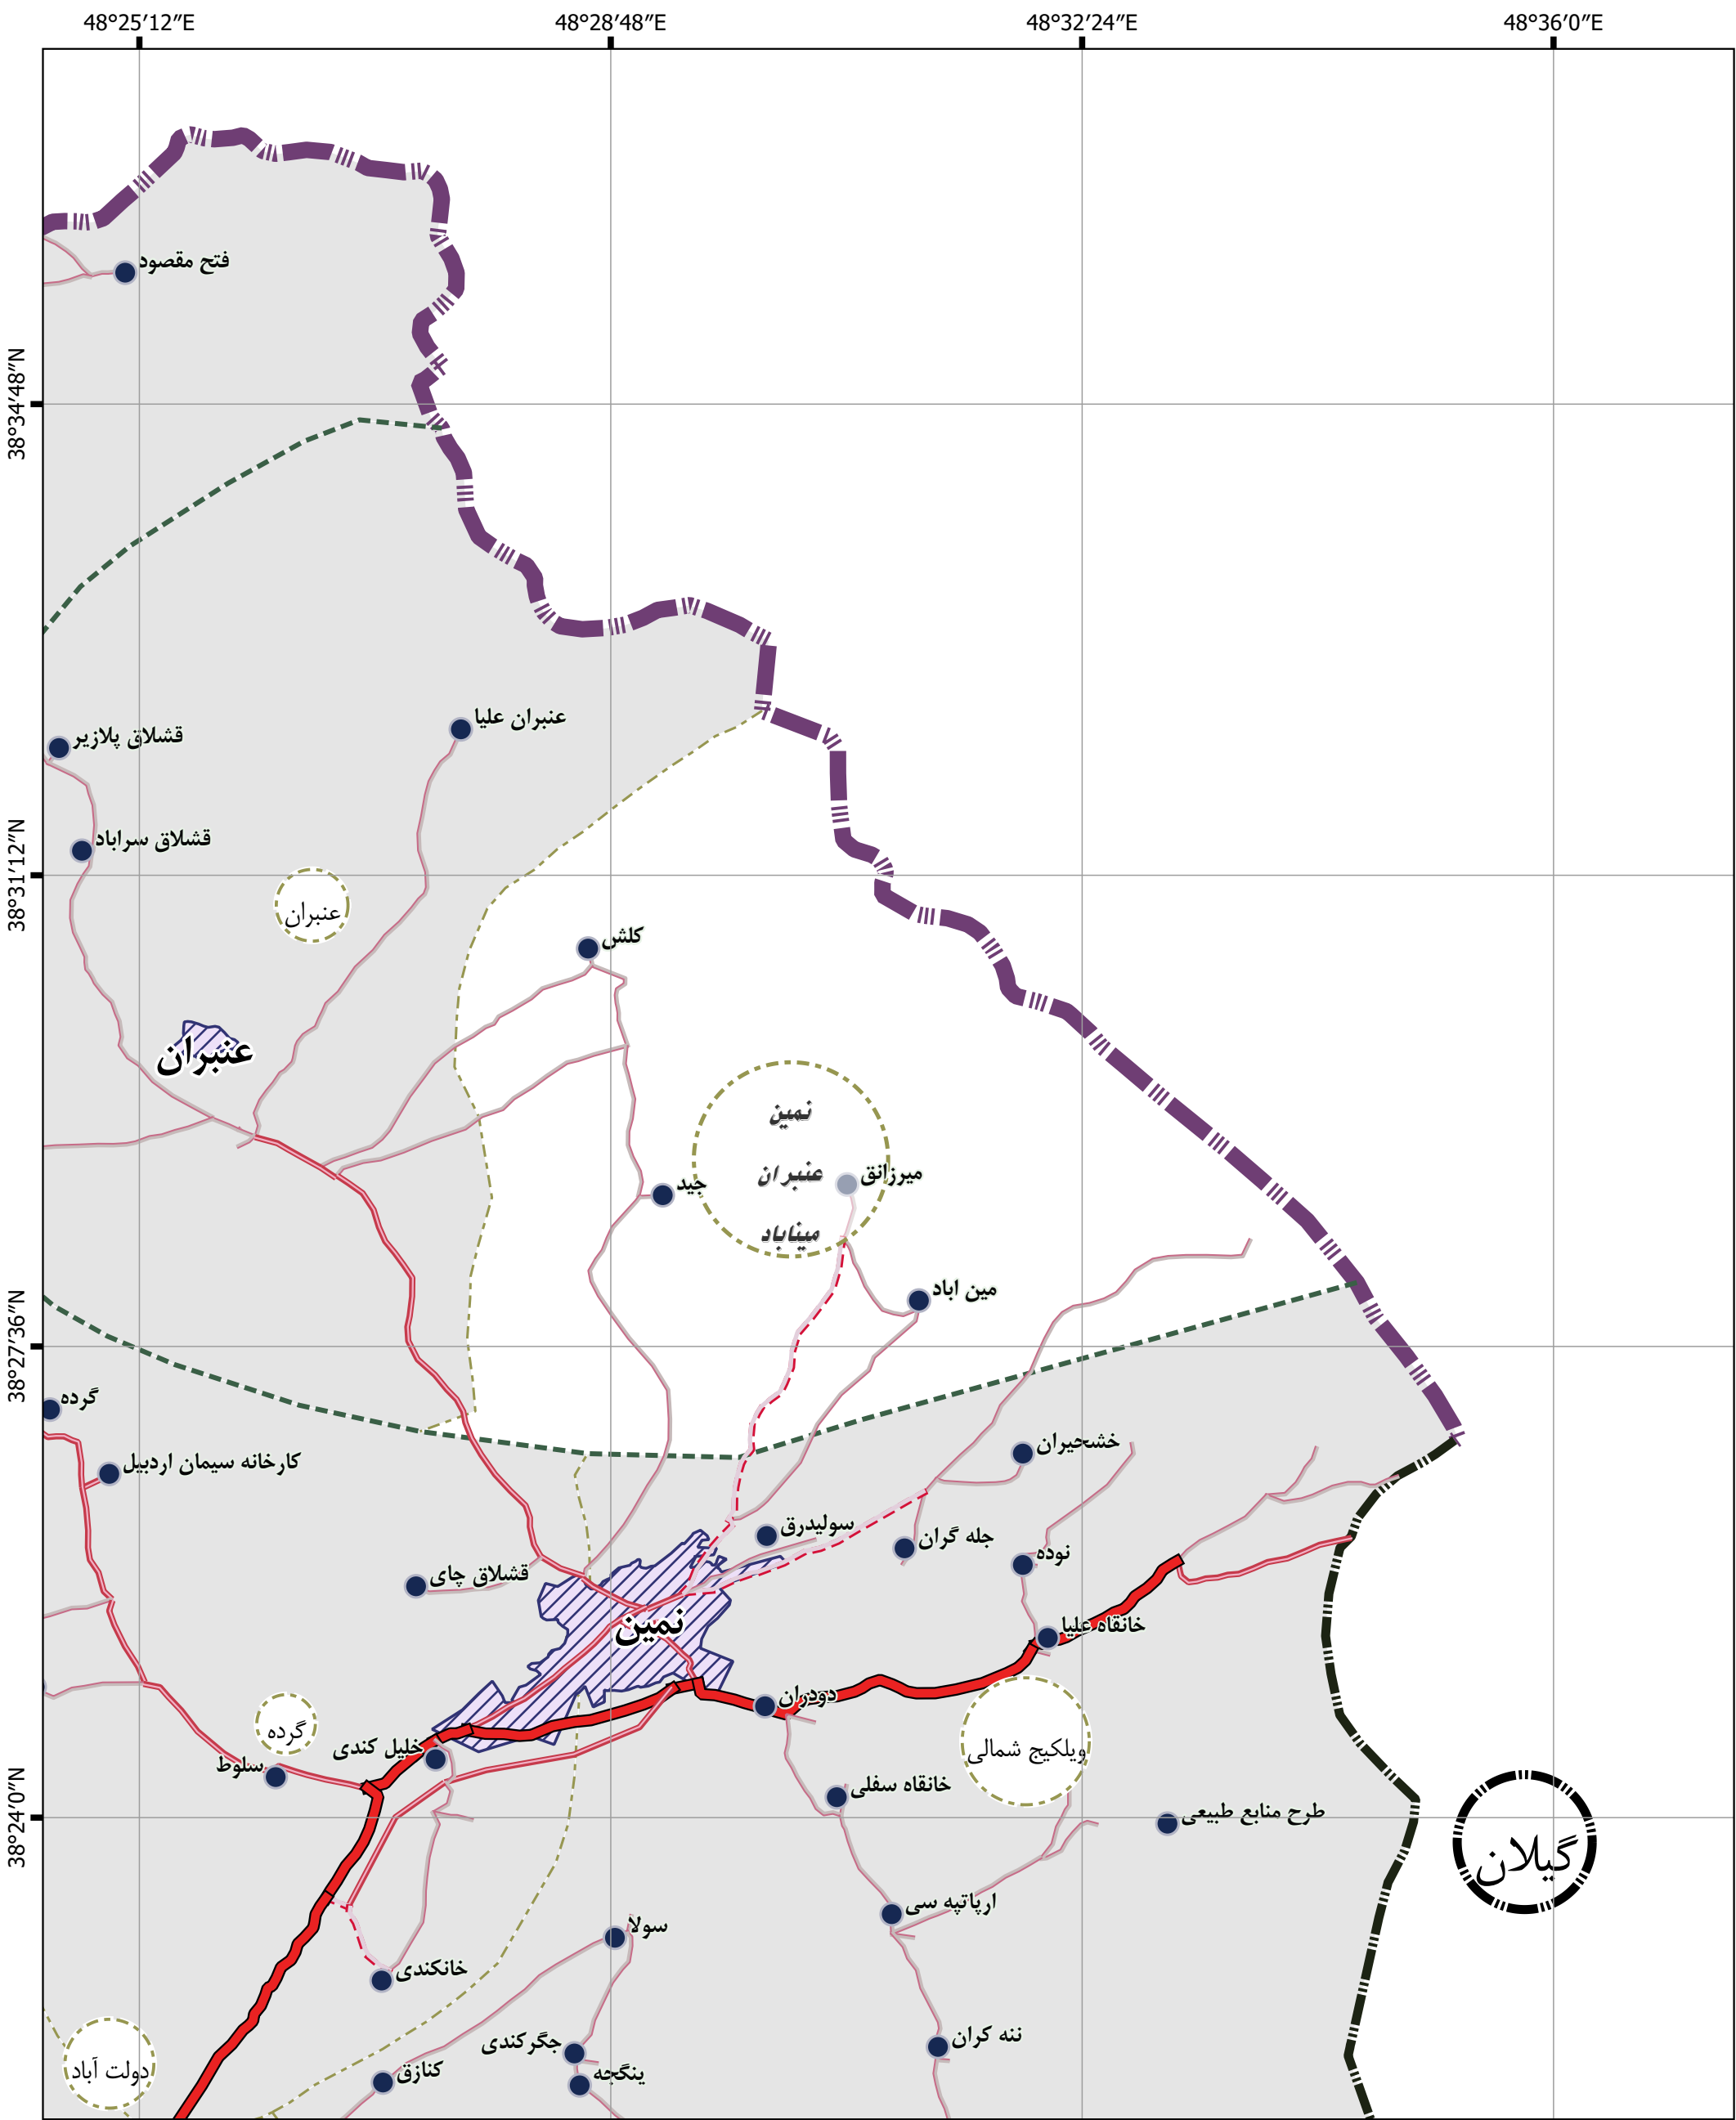 48°25'12"E
48°28'48"E
48°32'24"E
48°36'0"E
38°34'48"N
38°31'12"N
38°27'36"N
38°24'0"N
فتح مقصود
عنبران علیا
قشلاق پلازیر
قشلاق سراباد
عنبران
کلش
عنبران
نمین
عنبران
میناباد
میرزانق
جید
مین اباد
گرده
کارخانه سیمان اردبیل
خشحیران
سولیدرق
جله گران
نوده
قشلاق چای
نمین
خانقاه علیا
دودران
گرده
خلیل کندی
سلوط
ویلکیج شمالی
خانقاه سفلی
طرح منابع طبیعی
گیلان
ارپاتپه سی
سولا
خانکندی
ننه کران
جگرکندی
ینگجه
کنازق
دولت آباد